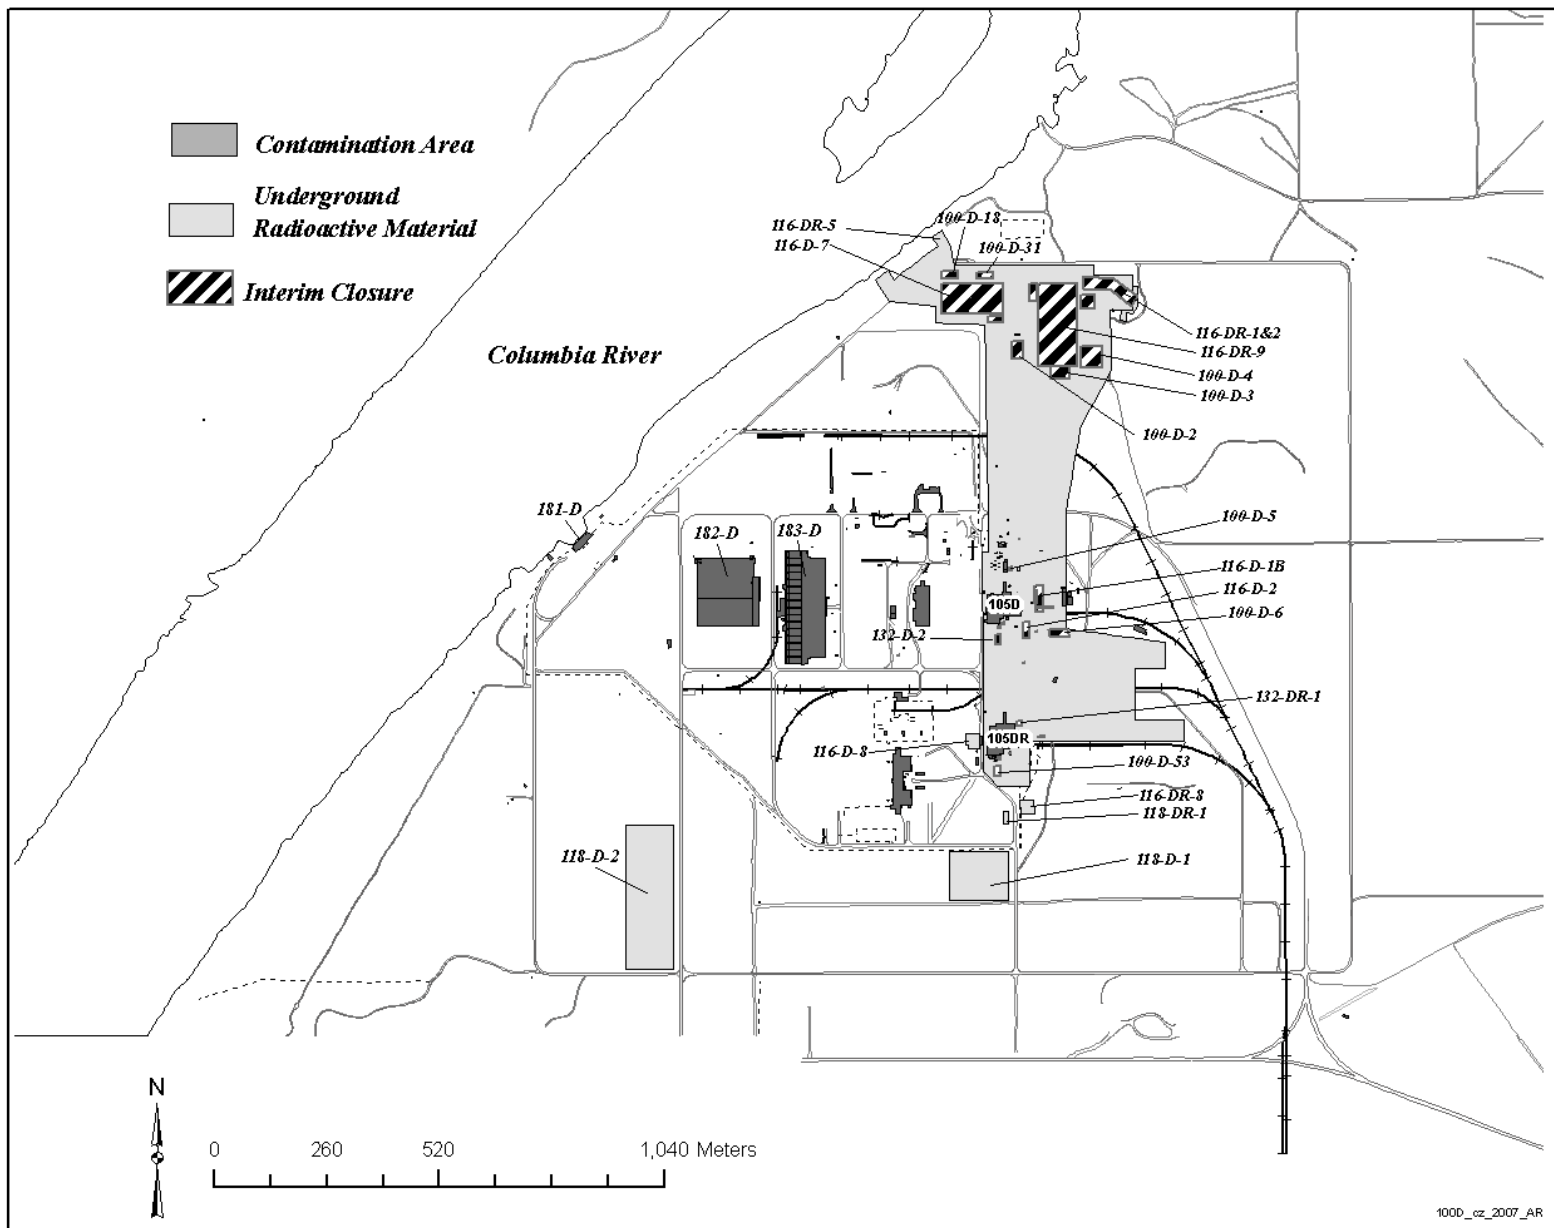 Contamination Area
Underground
Radioactive Material
Interim Closure
Columbia River
116-DR-5
100-D-18
116-D-7
100-D-31
116-DR-1&2
116-DR-9
100-D-4
100-D-3
100-D-2
181-D
182-D
183-D
100-D-5
116-D-1B
116-D-2
105D
100-D-6
132-D-2
132-DR-1
105DR
116-D-8
100-D-53
116-DR-8
118-DR-1
118-D-2
118-D-1
N
0 260 520 1,040 Meters
100D_cz_2007_AR